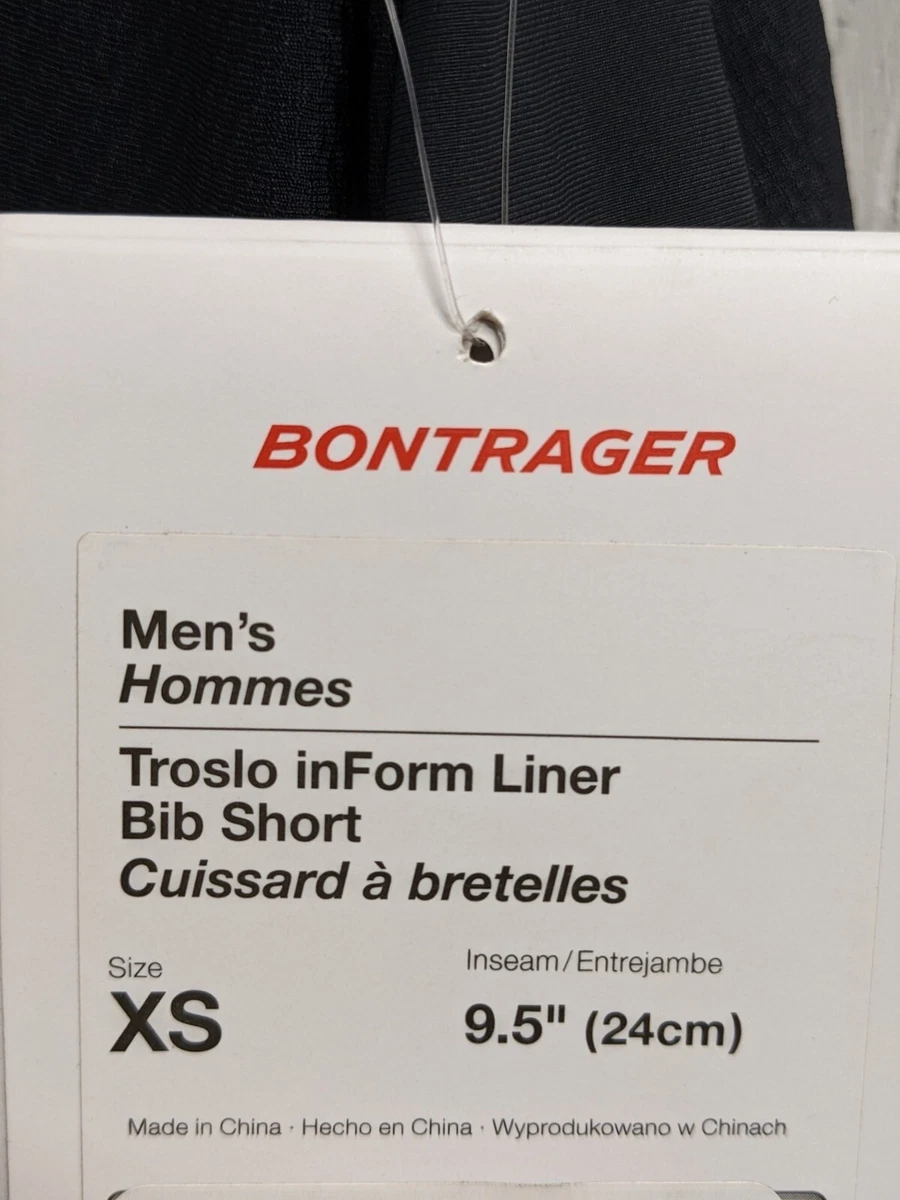 BONTRAGER
Men's
Hommes
Troslo inForm Liner
Bib Short
Cuissard à bretelles
Size
Inseam/Entrejambe
XS
9.5" (24cm)
Made in China · Hecho en China · Wyprodukowano w Chinach